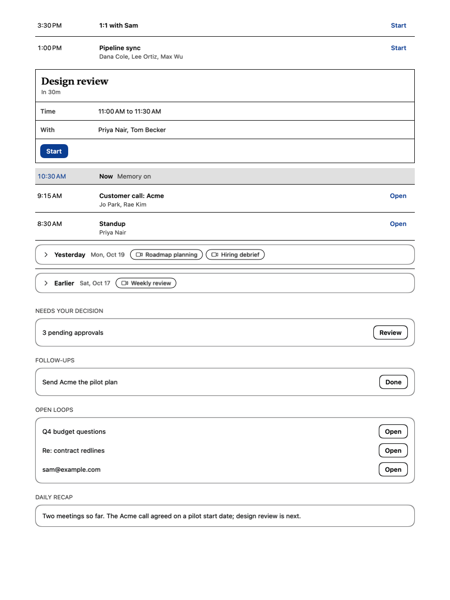 3:30 PM 1:1 with Sam Start
1:00 PM Pipeline sync Start
Dana Cole, Lee Ortiz, Max Wu
Design review
In 30m
Time 11:00 AM to 11:30 AM
With Priya Nair, Tom Becker
Start
10:30 AM Now Memory on
9:15 AM Customer call: Acme Open
Jo Park, Rae Kim
8:30 AM Standup Open
Priya Nair
Yesterday Mon, Oct 19 Roadmap planning Hiring debrief
Earlier Sat, Oct 17 Weekly review
NEEDS YOUR DECISION
3 pending approvals Review
FOLLOW-UPS
Send Acme the pilot plan Done
OPEN LOOPS
Q4 budget questions Open
Re: contract redlines Open
sam@example.com Open
DAILY RECAP
Two meetings so far. The Acme call agreed on a pilot start date; design review is next.